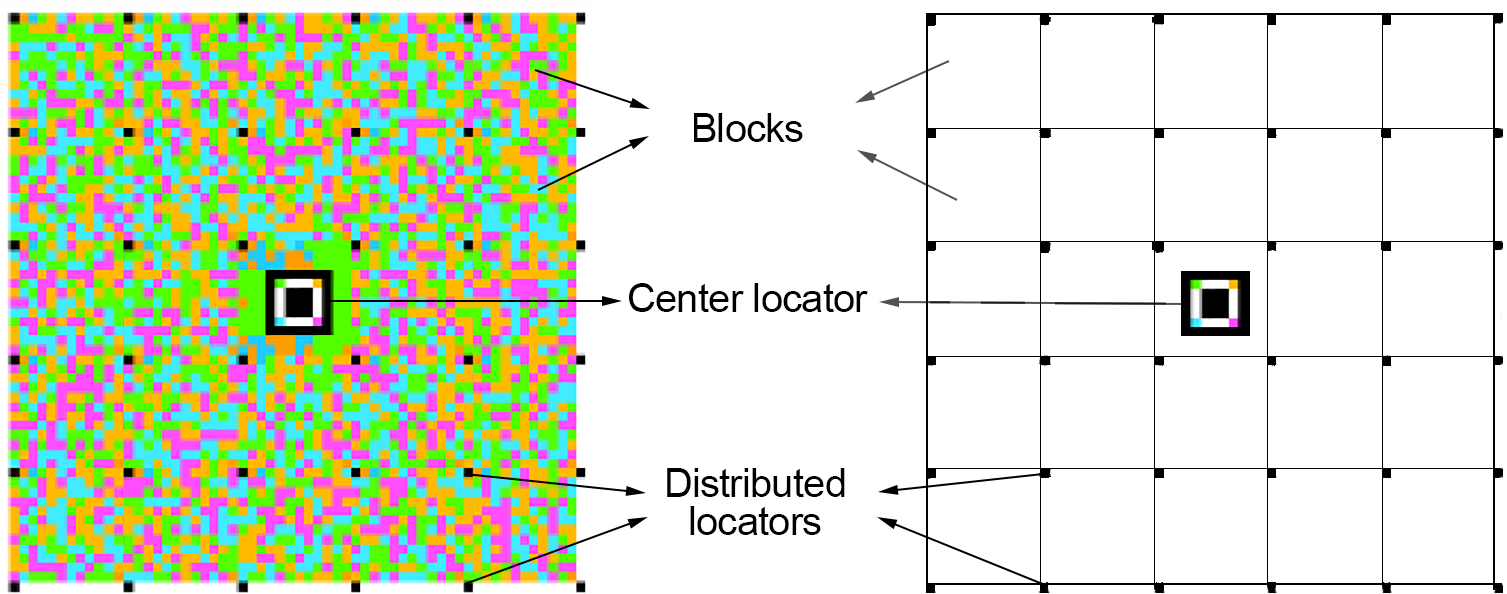 Blocks
Center locator
Distributed
locators